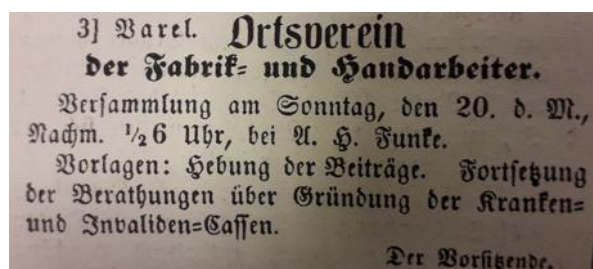 3] Varel. Ortsverein
der Fabrik- und Handarbeiter.
Versammlung am Sonntag, den 20. d. M.,
Nachm. ½6 Uhr, bei A. H. Funke.
Vorlagen: Hebung der Beiträge. Fortsetzung
der Berathungen über Gründung der Kranken-
und Invaliden-Cassen.
Der Vorsitzende.